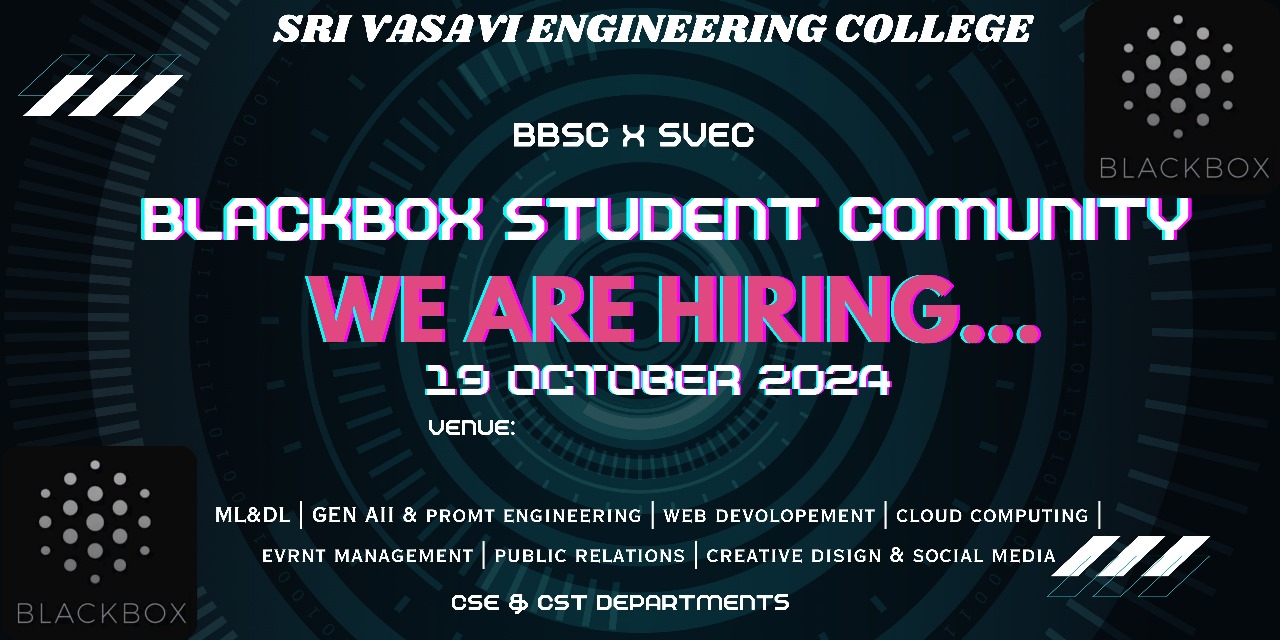 SRI VASAVI ENGINEERING COLLEGE
BLACKBOX
BBSC X SVEC
BLACKBOX STUDENT COMUNITY
WE ARE HIRING...
19 OCTOBER 2024
VENUE:
ML&DL | GEN AII & PROMT ENGINEERING | WEB DEVOLOPEMENT | CLOUD COMPUTING |
EVRNT MANAGEMENT | PUBLIC RELATIONS | CREATIVE DISIGN & SOCIAL MEDIA
CSE & CST DEPARTMENTS
BLACKBOX